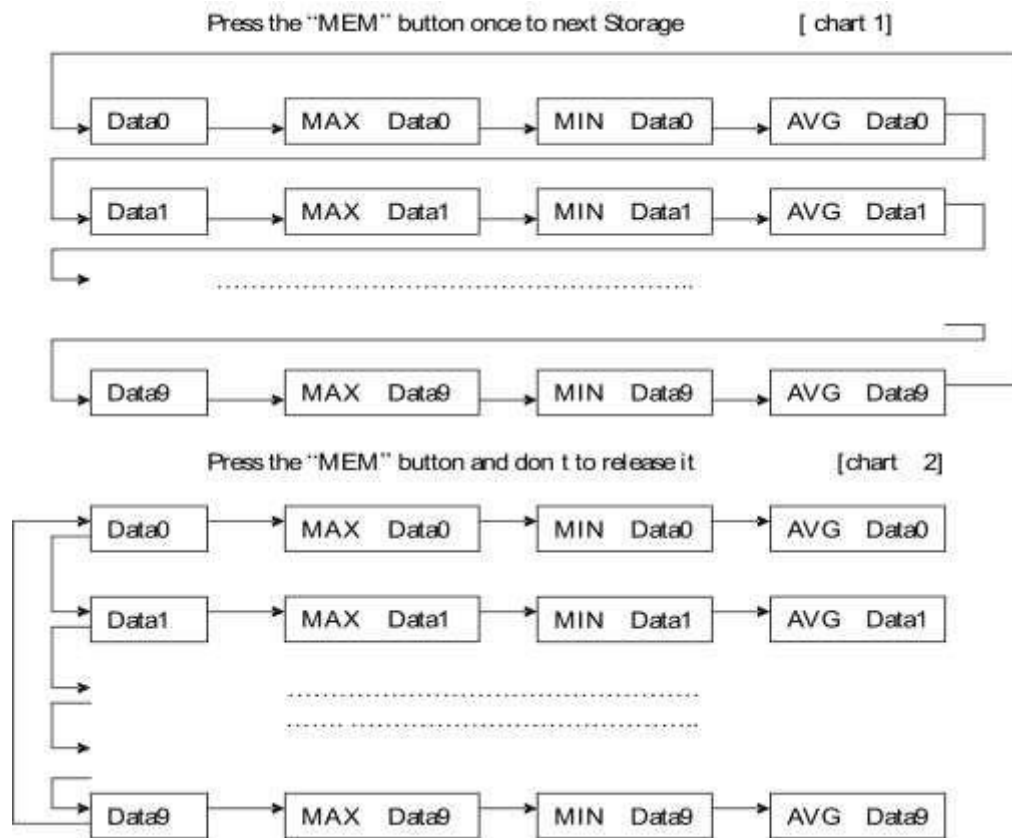 Press the “MEM” button once to next Storage [ chart 1]
Data0 MAX Data0 MIN Data0 AVG Data0
Data1 MAX Data1 MIN Data1 AVG Data1
Data9 MAX Data9 MIN Data9 AVG Data9
Press the “MEM” button and don t to release it [chart 2]
Data0 MAX Data0 MIN Data0 AVG Data0
Data1 MAX Data1 MIN Data1 AVG Data1
Data9 MAX Data9 MIN Data9 AVG Data9